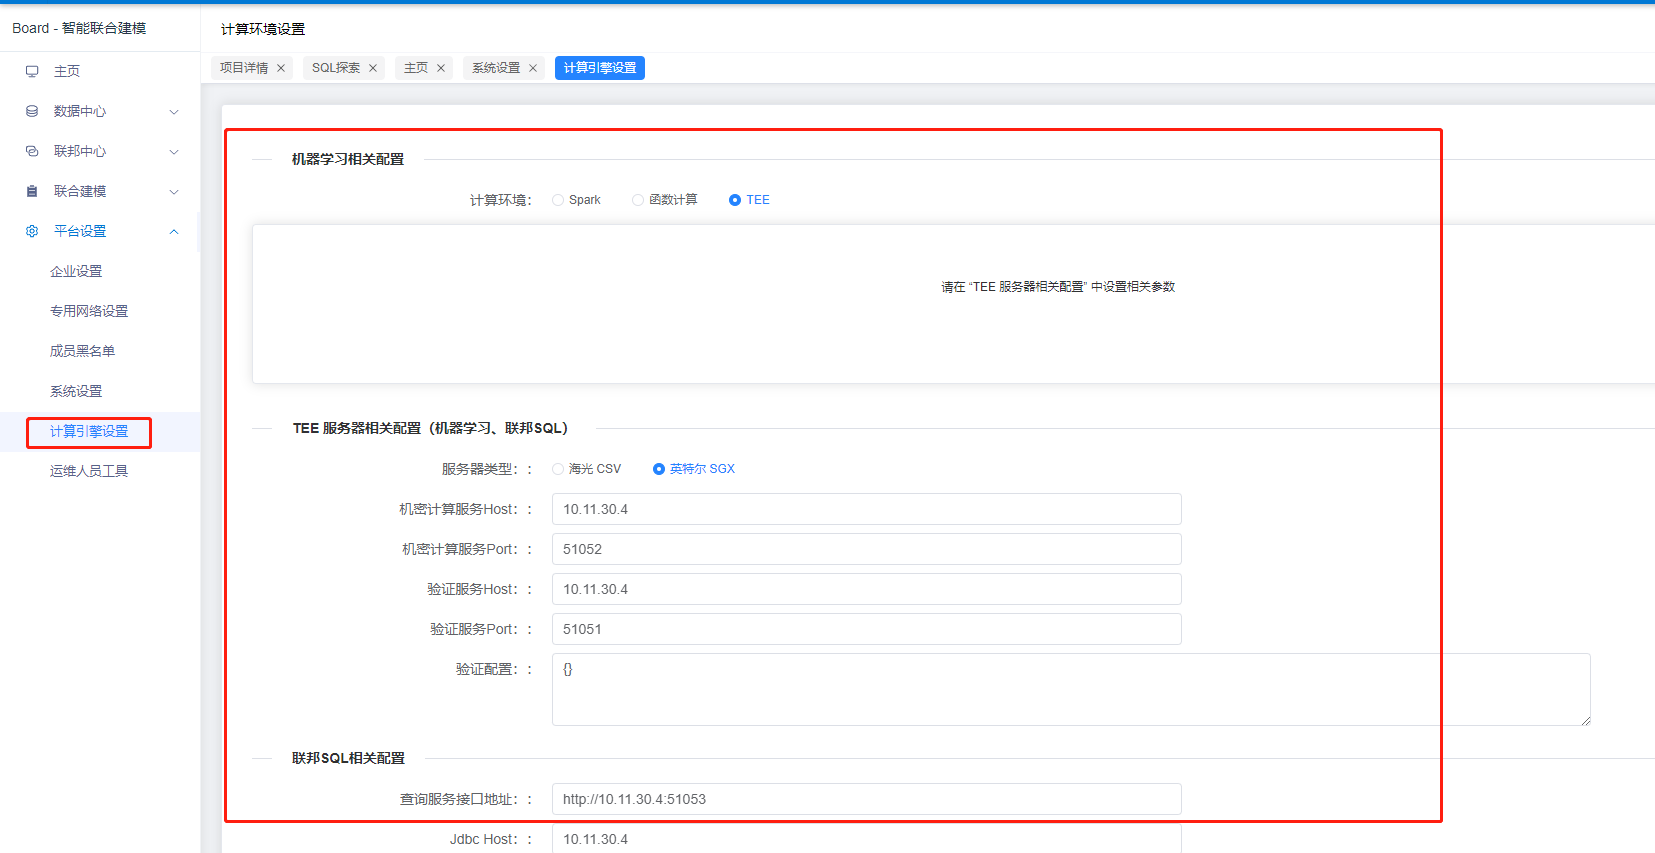 Board - 智能联合建模
计算环境设置
项目详情 × SQL探索 × 主页 × 系统设置 × 计算引擎设置
主页
数据中心
联邦中心
联合建模
平台设置
企业设置
专用网络设置
成员黑名单
系统设置
计算引擎设置
运维人员工具
机器学习相关配置
计算环境： Spark 函数计算 TEE
请在 “TEE 服务器相关配置” 中设置相关参数
TEE 服务器相关配置（机器学习、联邦SQL）
服务器类型：： 海光 CSV 英特尔 SGX
机密计算服务Host：： 10.11.30.4
机密计算服务Port：： 51052
验证服务Host：： 10.11.30.4
验证服务Port：： 51051
验证配置：： {}
联邦SQL相关配置
查询服务接口地址：： http://10.11.30.4:51053
Jdbc Host：： 10.11.30.4